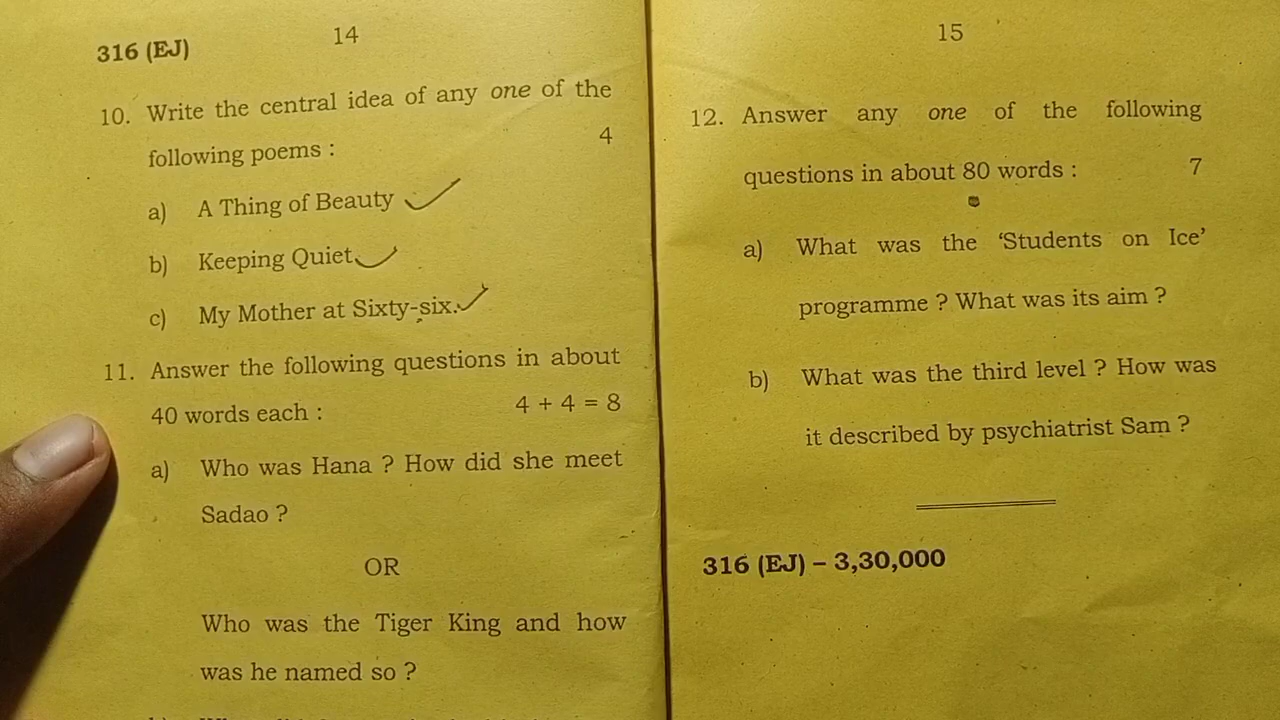 316 (EJ)
14
10. Write the central idea of any one of the
following poems : 4
a) A Thing of Beauty
b) Keeping Quiet
c) My Mother at Sixty-six.
11. Answer the following questions in about
40 words each : 4 + 4 = 8
a) Who was Hana ? How did she meet
Sadao ?
OR
Who was the Tiger King and how
was he named so ?
15
12. Answer any one of the following
questions in about 80 words : 7
a) What was the ‘Students on Ice’
programme ? What was its aim ?
b) What was the third level ? How was
it described by psychiatrist Sam ?
316 (EJ) – 3,30,000